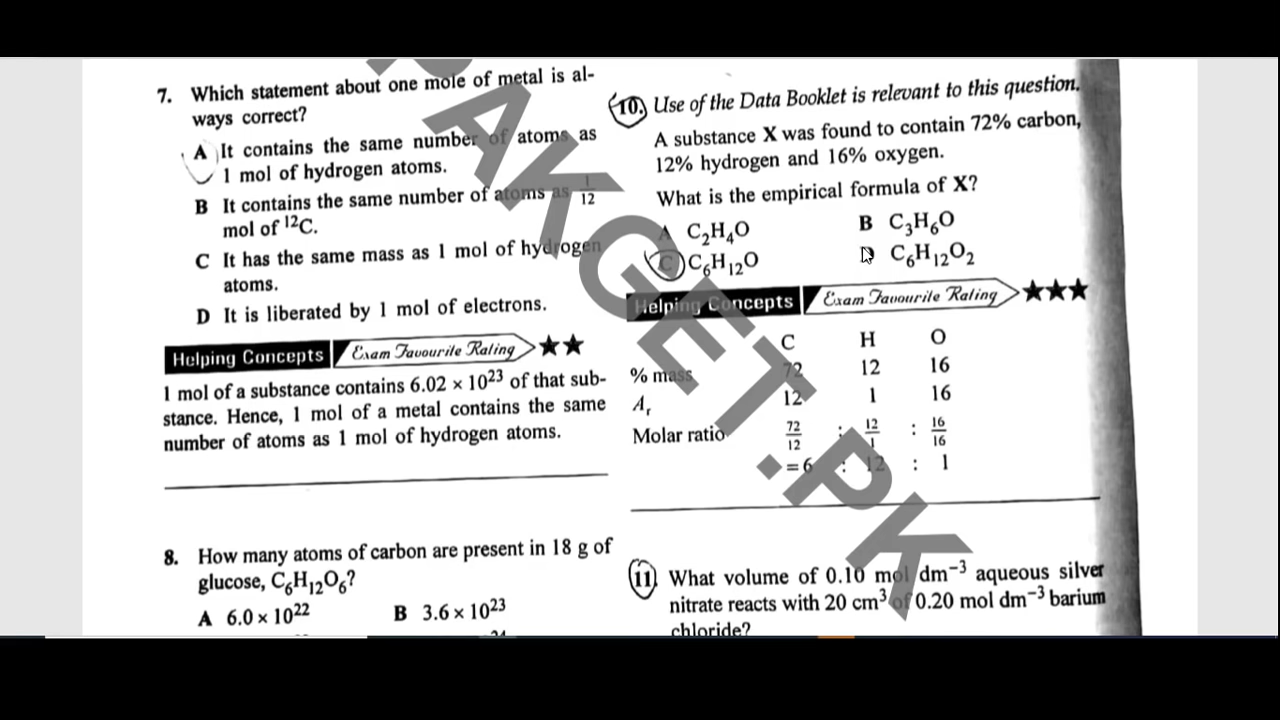 7. Which statement about one mole of metal is al-
ways correct?
A It contains the same number of atoms as
1 mol of hydrogen atoms.
B It contains the same number of atoms as 1/12
mol of ¹²C.
C It has the same mass as 1 mol of hydrogen
atoms.
D It is liberated by 1 mol of electrons.
Helping Concepts Exam Favourite Rating ★★
1 mol of a substance contains 6.02 × 10²³ of that sub-
stance. Hence, 1 mol of a metal contains the same
number of atoms as 1 mol of hydrogen atoms.
8. How many atoms of carbon are present in 18 g of
glucose, C₆H₁₂O₆?
A 6.0 × 10²² B 3.6 × 10²³
10. Use of the Data Booklet is relevant to this question.
A substance X was found to contain 72% carbon,
12% hydrogen and 16% oxygen.
What is the empirical formula of X?
A C₂H₄O B C₃H₆O
C C₆H₁₂O D C₆H₁₂O₂
Helping Concepts Exam Favourite Rating ★★★
C H O
% mass 72 12 16
Aᵣ 12 1 16
Molar ratio 72/12 : 12/1 : 16/16
= 6 : 12 : 1
11. What volume of 0.10 mol dm⁻³ aqueous silver
nitrate reacts with 20 cm³ of 0.20 mol dm⁻³ barium
chloride?
PAKGET.PK